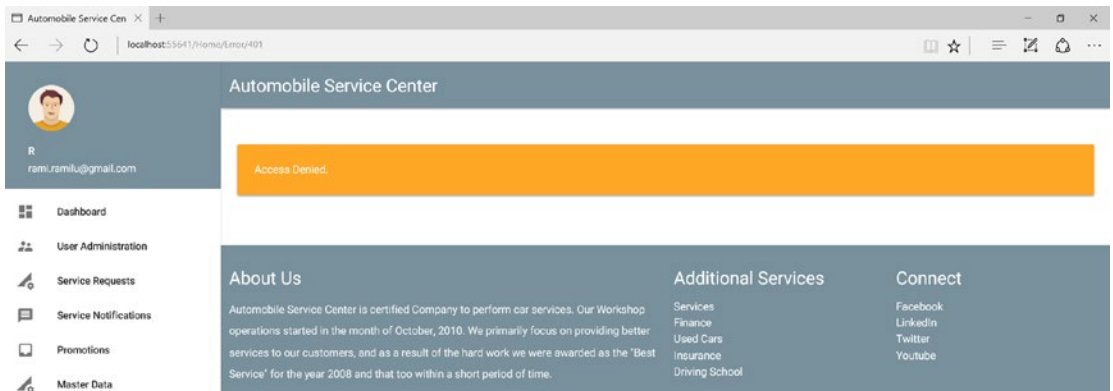 Automobile Service Cen
localhost:55641/Home/Error/401
Automobile Service Center
R
rami.ramilu@gmail.com
Access Denied.
Dashboard
User Administration
Service Requests
Service Notifications
Promotions
Master Data
About Us
Automobile Service Center is certified Company to perform car services. Our Workshop
operations started in the month of October, 2010. We primarily focus on providing better
services to our customers, and as a result of the hard work we were awarded as the "Best
Service" for the year 2008 and that too within a short period of time.
Additional Services
Services
Finance
Used Cars
Insurance
Driving School
Connect
Facebook
LinkedIn
Twitter
Youtube